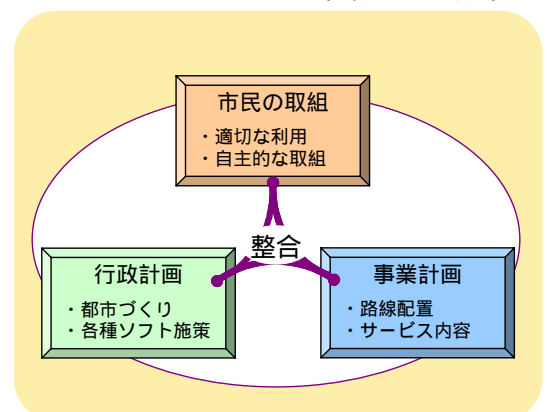 市民の取組
・適切な利用
・自主的な取組
整合
行政計画
・都市づくり
・各種ソフト施策
事業計画
・路線配置
・サービス内容